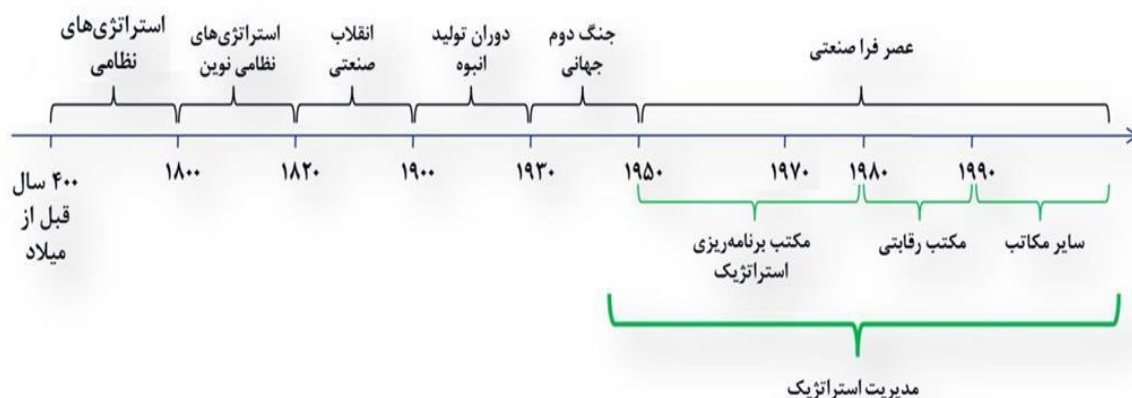 استراتژی‌های
نظامی
استراتژی‌های
نظامی نوین
انقلاب
صنعتی
دوران تولید
انبوه
جنگ دوم
جهانی
عصر فرا صنعتی
۴۰۰ سال
قبل از
میلاد
۱۸۰۰
۱۸۲۰
۱۹۰۰
۱۹۳۰
۱۹۵۰
۱۹۷۰
۱۹۸۰
۱۹۹۰
مکتب برنامه‌ریزی
استراتژیک
مکتب رقابتی
سایر مکاتب
مدیریت استراتژیک